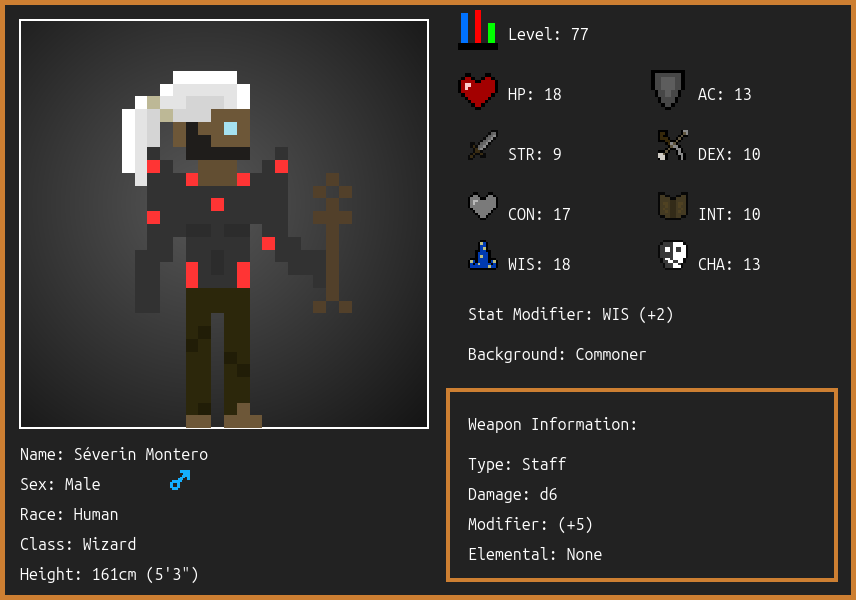 Level: 77
HP: 18
AC: 13
STR: 9
DEX: 10
CON: 17
INT: 10
WIS: 18
CHA: 13
Stat Modifier: WIS (+2)
Background: Commoner
Weapon Information:
Type: Staff
Damage: d6
Modifier: (+5)
Elemental: None
Name: Séverin Montero
Sex: Male
Race: Human
Class: Wizard
Height: 161cm (5'3")